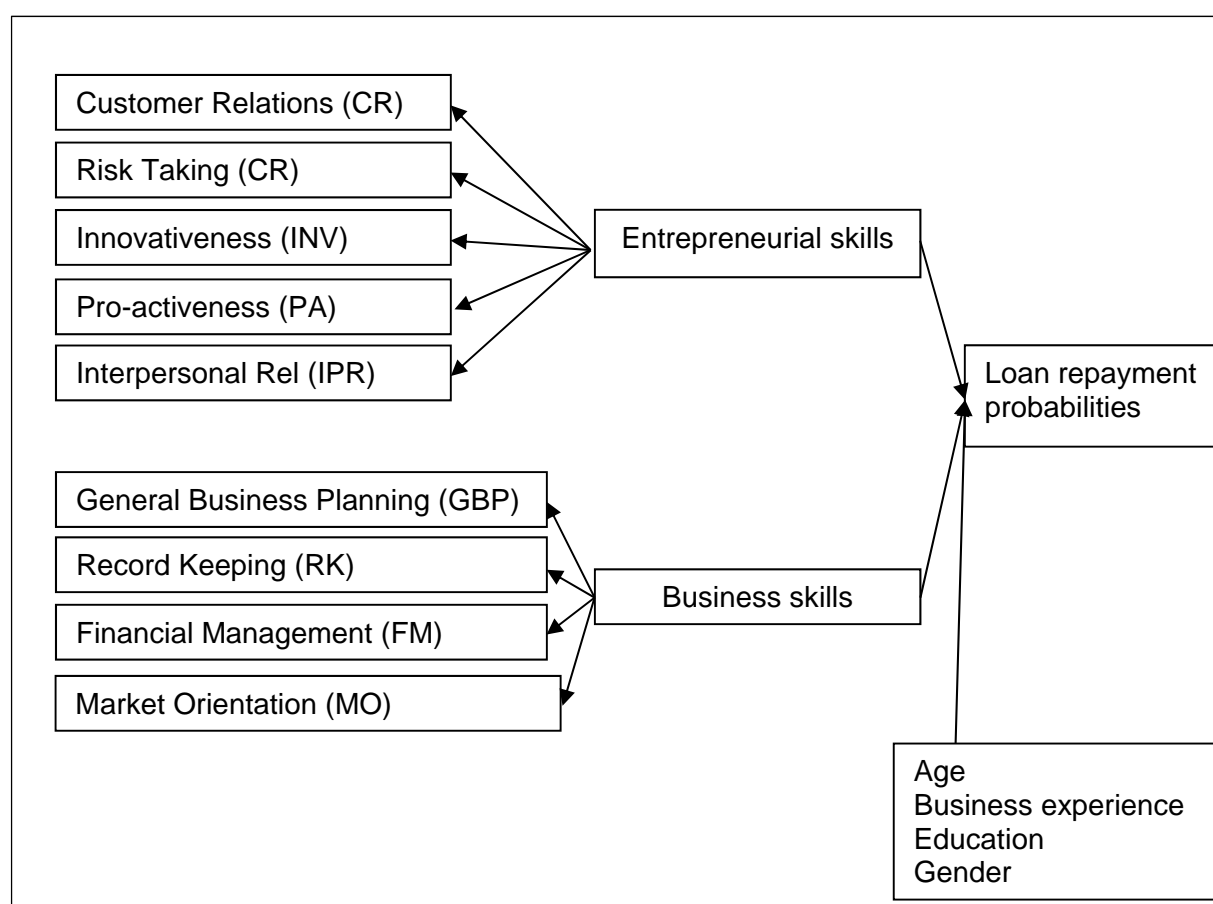 Customer Relations (CR)
Risk Taking (CR)
Innovativeness (INV)
Pro-activeness (PA)
Interpersonal Rel (IPR)
Entrepreneurial skills
Loan repayment
probabilities
General Business Planning (GBP)
Record Keeping (RK)
Financial Management (FM)
Market Orientation (MO)
Business skills
Age
Business experience
Education
Gender